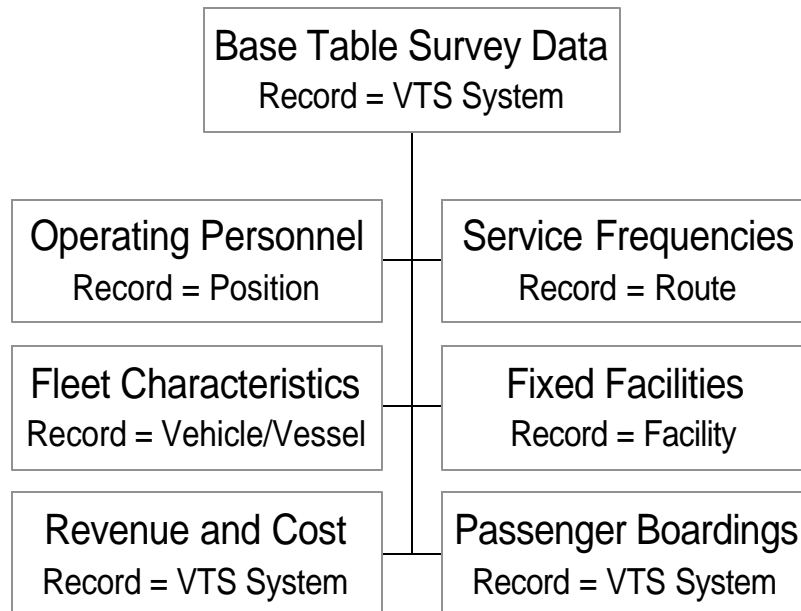 Base Table Survey Data
Record = VTS System
Operating Personnel
Record = Position
Service Frequencies
Record = Route
Fleet Characteristics
Record = Vehicle/Vessel
Fixed Facilities
Record = Facility
Revenue and Cost
Record = VTS System
Passenger Boardings
Record = VTS System